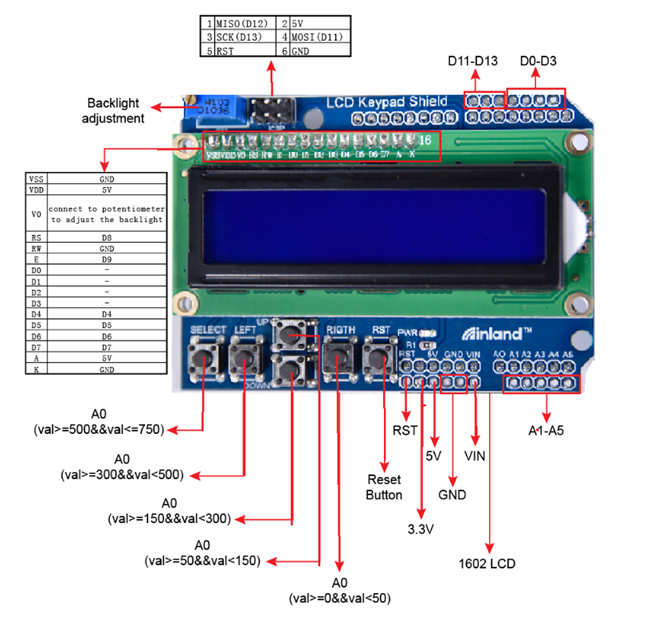 1 MISO(D12) 2 5V
3 SCK(D13) 4 MOSI(D11)
5 RST 6 GND
D11-D13 D0-D3
Backlight
adjustment
W103
LCD Keypad Shield
16
VSS VDD VO RS RW E D0 D1 D2 D3 D4 D5 D6 D7 A K
VSS GND
VDD 5V
V0 connect to potentiometer
to adjust the backlight
RS D8
RW GND
E D9
D0 -
D1 -
D2 -
D3 -
D4 D4
D5 D5
D6 D6
D7 D7
A 5V
K GND
SELECT LEFT UP RIGTH RST PWR
R1
inland™
DOWN
RST 5V GND VIN A0 A1 A2 A3 A4 A5
A0
(val>=500&&val<=750)
A0
(val>=300&&val<500)
A0
(val>=150&&val<300)
A0
(val>=50&&val<150)
A0
(val>=0&&val<50)
Reset
Button
RST
3.3V
5V
GND
VIN
1602 LCD
A1-A5